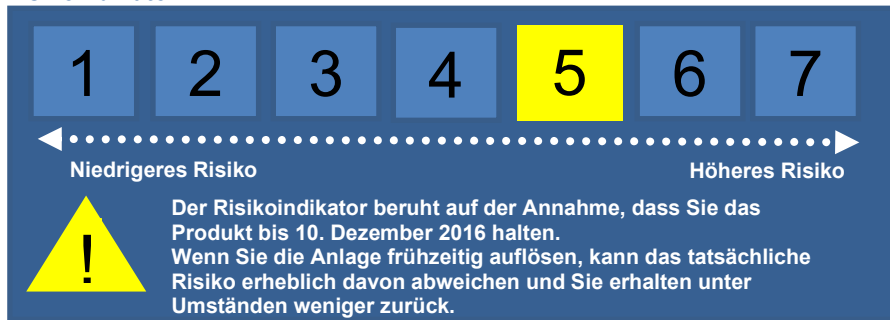 1 2 3 4 5 6 7
Niedrigeres Risiko Höheres Risiko
! Der Risikoindikator beruht auf der Annahme, dass Sie das
Produkt bis 10. Dezember 2016 halten.
Wenn Sie die Anlage frühzeitig auflösen, kann das tatsächliche
Risiko erheblich davon abweichen und Sie erhalten unter
Umständen weniger zurück.